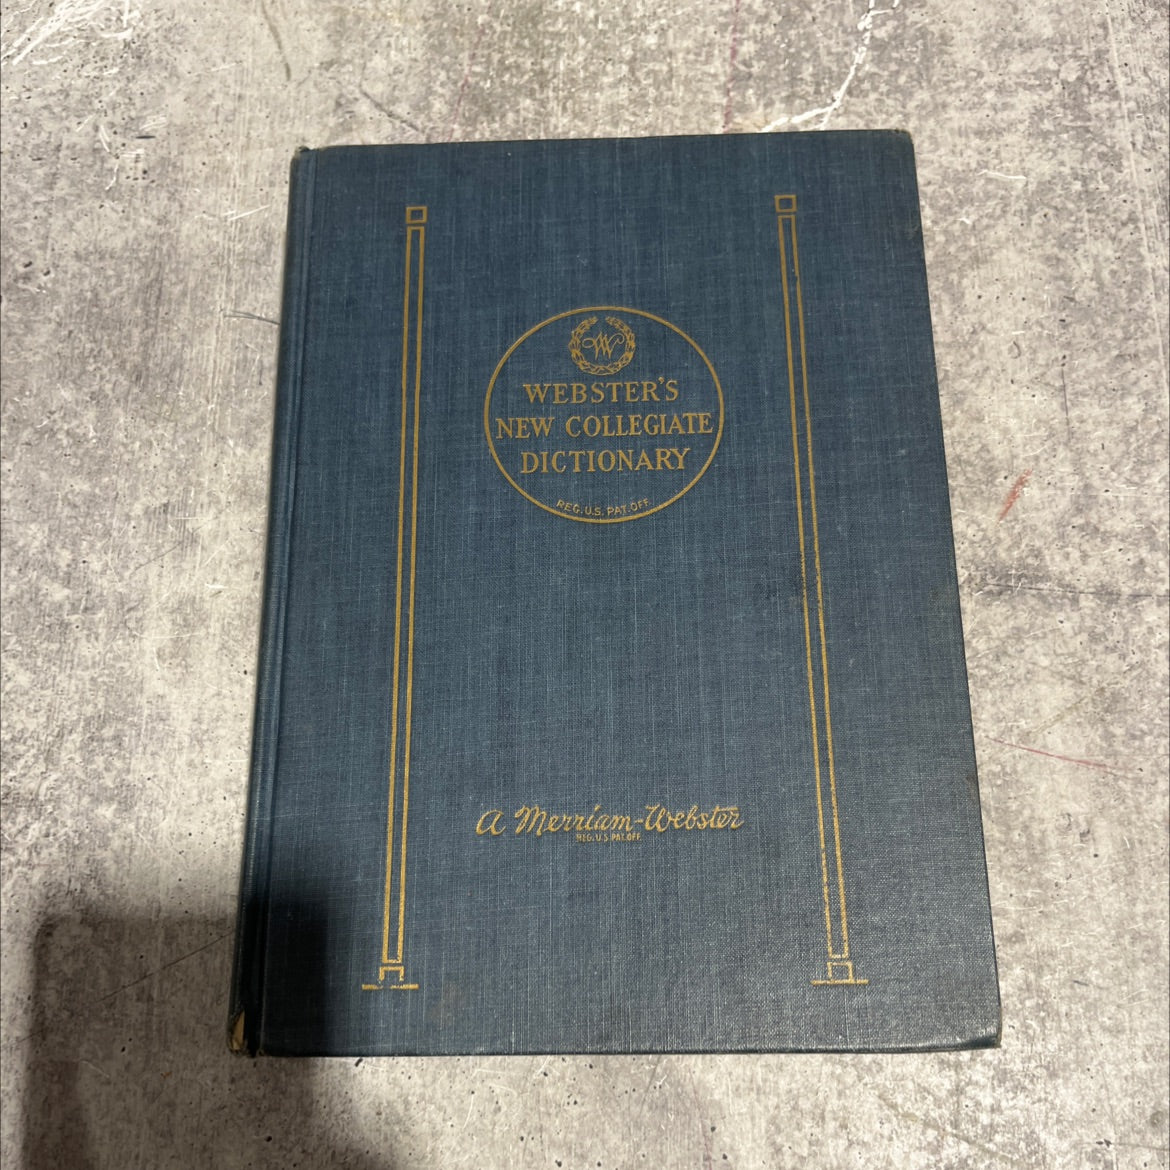 W
WEBSTER'S
NEW COLLEGIATE
DICTIONARY
REG. U.S. PAT. OFF.
A Merriam-Webster
REG. U.S. PAT. OFF.